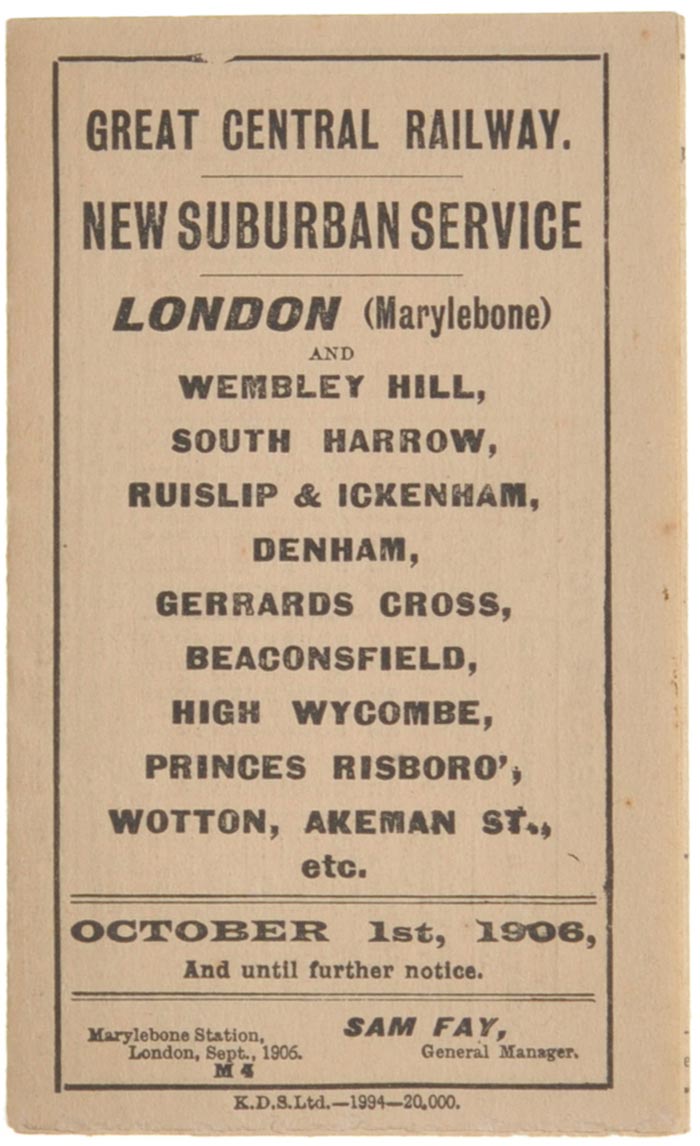 GREAT CENTRAL RAILWAY.
NEW SUBURBAN SERVICE
LONDON (Marylebone)
AND
WEMBLEY HILL,
SOUTH HARROW,
RUISLIP & ICKENHAM,
DENHAM,
GERRARDS CROSS,
BEACONSFIELD,
HIGH WYCOMBE,
PRINCES RISBORO',
WOTTON, AKEMAN ST.,
etc.
OCTOBER 1st, 1906,
And until further notice.
Marylebone Station,
London, Sept., 1906.
M 4
SAM FAY,
General Manager.
K.D.S.Ltd.—1994—20,000.